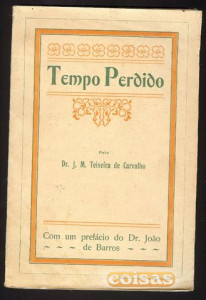 Tempo Perdido
Pelo
Dr. J. M. Teixeira de Carvalho
Com um prefácio do Dr. João
de Barros
coisas